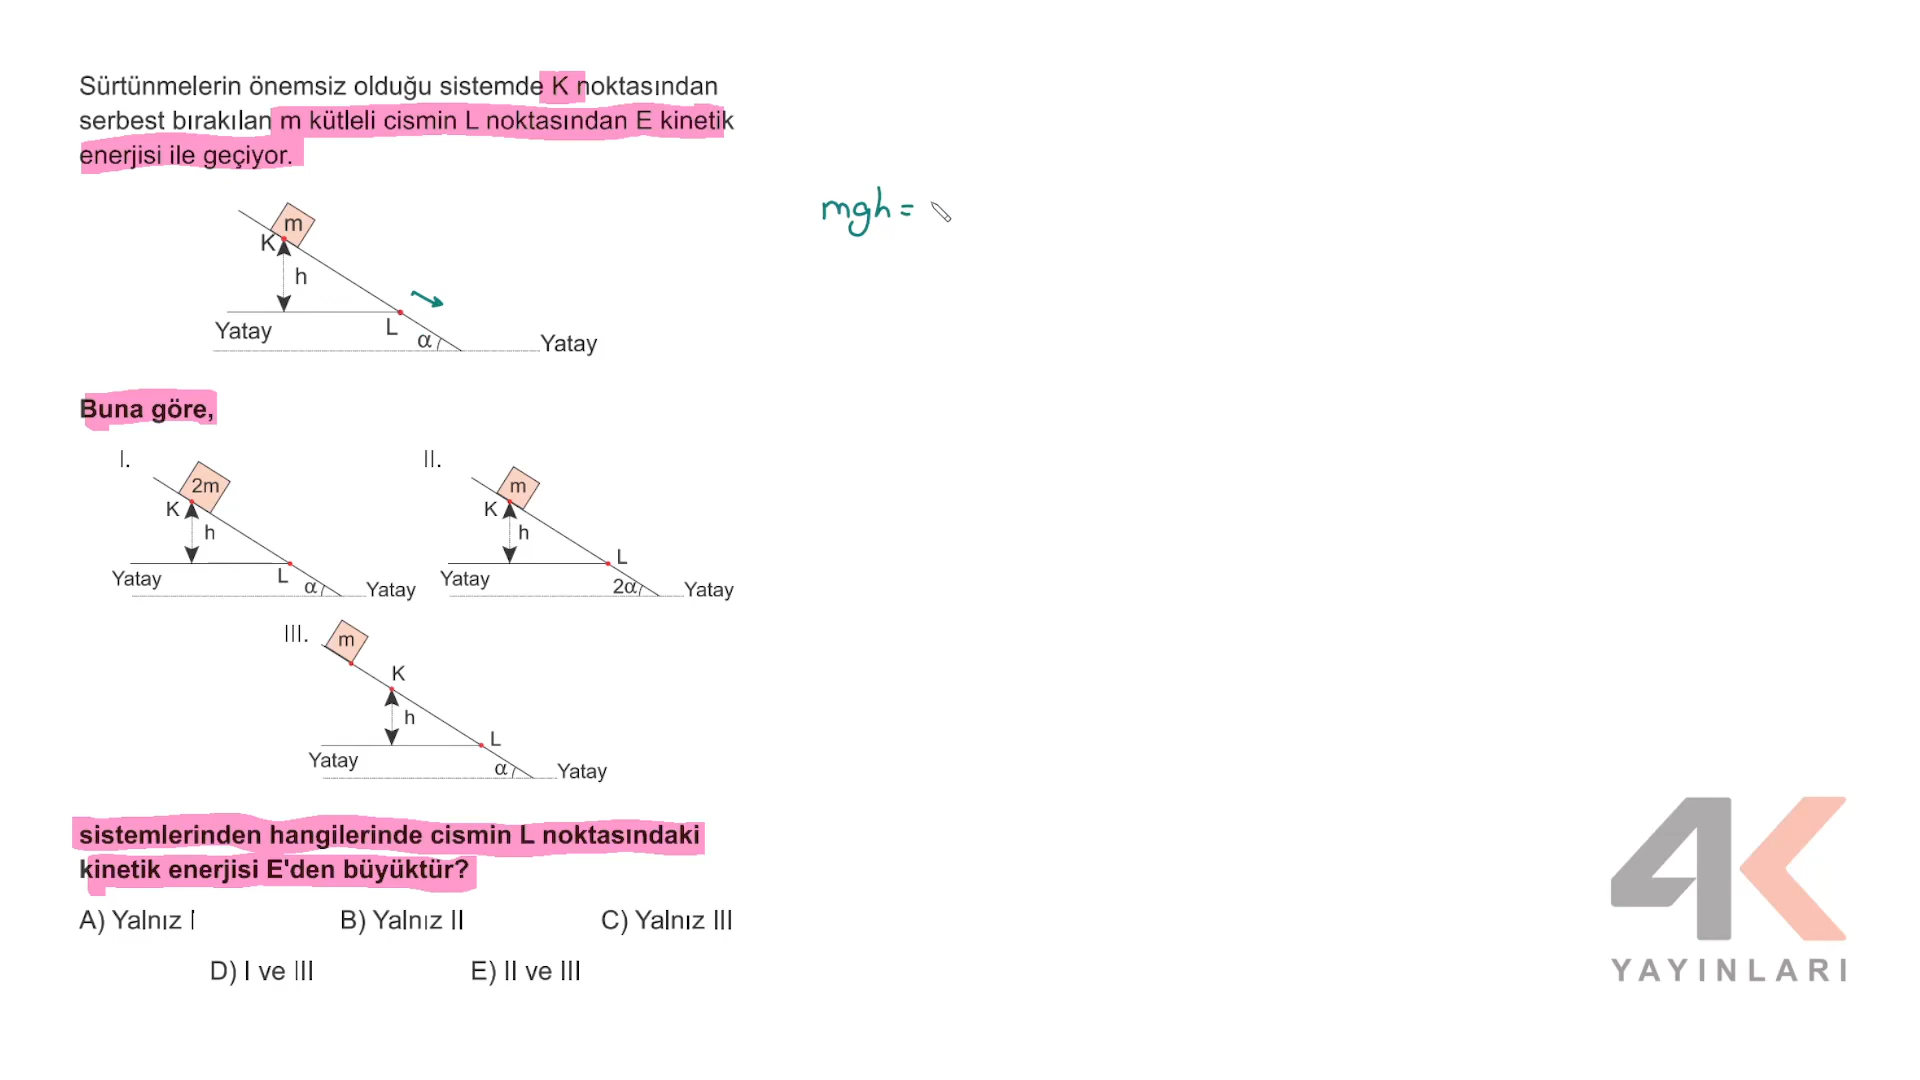 Sürtünmelerin önemsiz olduğu sistemde K noktasından
serbest bırakılan m kütleli cismin L noktasından E kinetik
enerjisi ile geçiyor.
mgh =
m
K
h
L
α
Yatay
Yatay
Buna göre,
I.
2m
K
h
Yatay
L
α
Yatay
II.
m
K
h
L
Yatay
2α
Yatay
III.
m
K
h
L
Yatay
α
Yatay
sistemlerinden hangilerinde cismin L noktasındaki
kinetik enerjisi E'den büyüktür?
A) Yalnız I B) Yalnız II C) Yalnız III
D) I ve III E) II ve III
4K
YAYINLARI